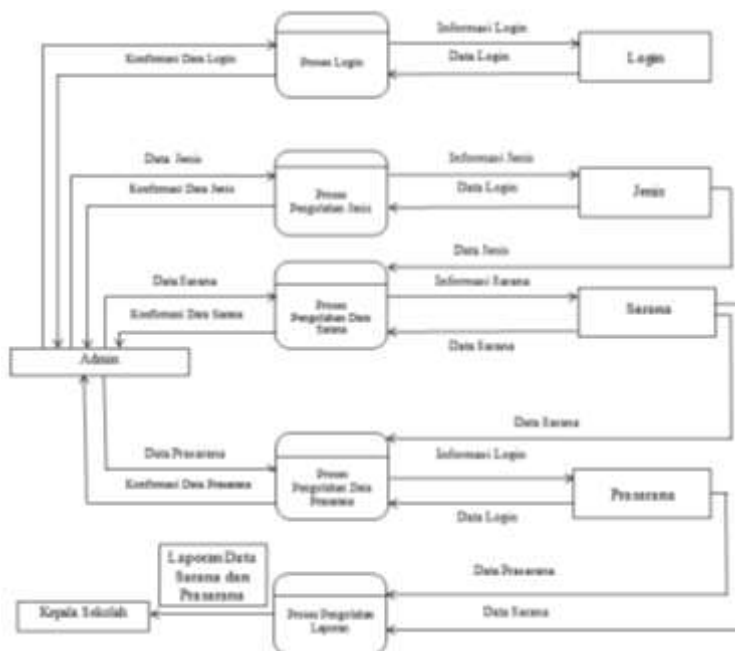 Informasi Login
Konfirmasi Data Login
Proses Login
Data Login
Login
Data Jenis
Informasi Jenis
Konfirmasi Data Jenis
Proses
Pengolahan Jenis
Data Login
Jenis
Data Jenis
Data Sarana
Informasi Sarana
Konfirmasi Data Sarana
Proses
Pengolahan Data
Sarana
Sarana
Data Sarana
Admin
Data Sarana
Data Prasarana
Informasi Login
Konfirmasi Data Prasarana
Proses
Pengolahan Data
Prasarana
Prasarana
Data Login
Laporan Data
Sarana dan
Prasarana
Data Prasarana
Kepala Sekolah
Proses Pengolahan
Laporan
Data Sarana